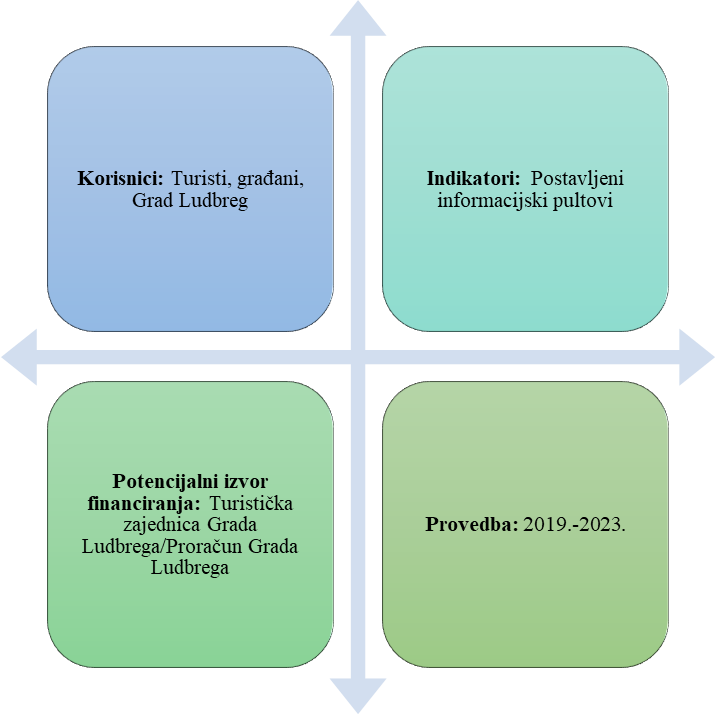 Korisnici: Turisti, građani,
Grad Ludbreg
Indikatori: Postavljeni
informacijski pultovi
Potencijalni izvor
financiranja: Turistička
zajednica Grada
Ludbrega/Proračun Grada
Ludbrega
Provedba: 2019.-2023.